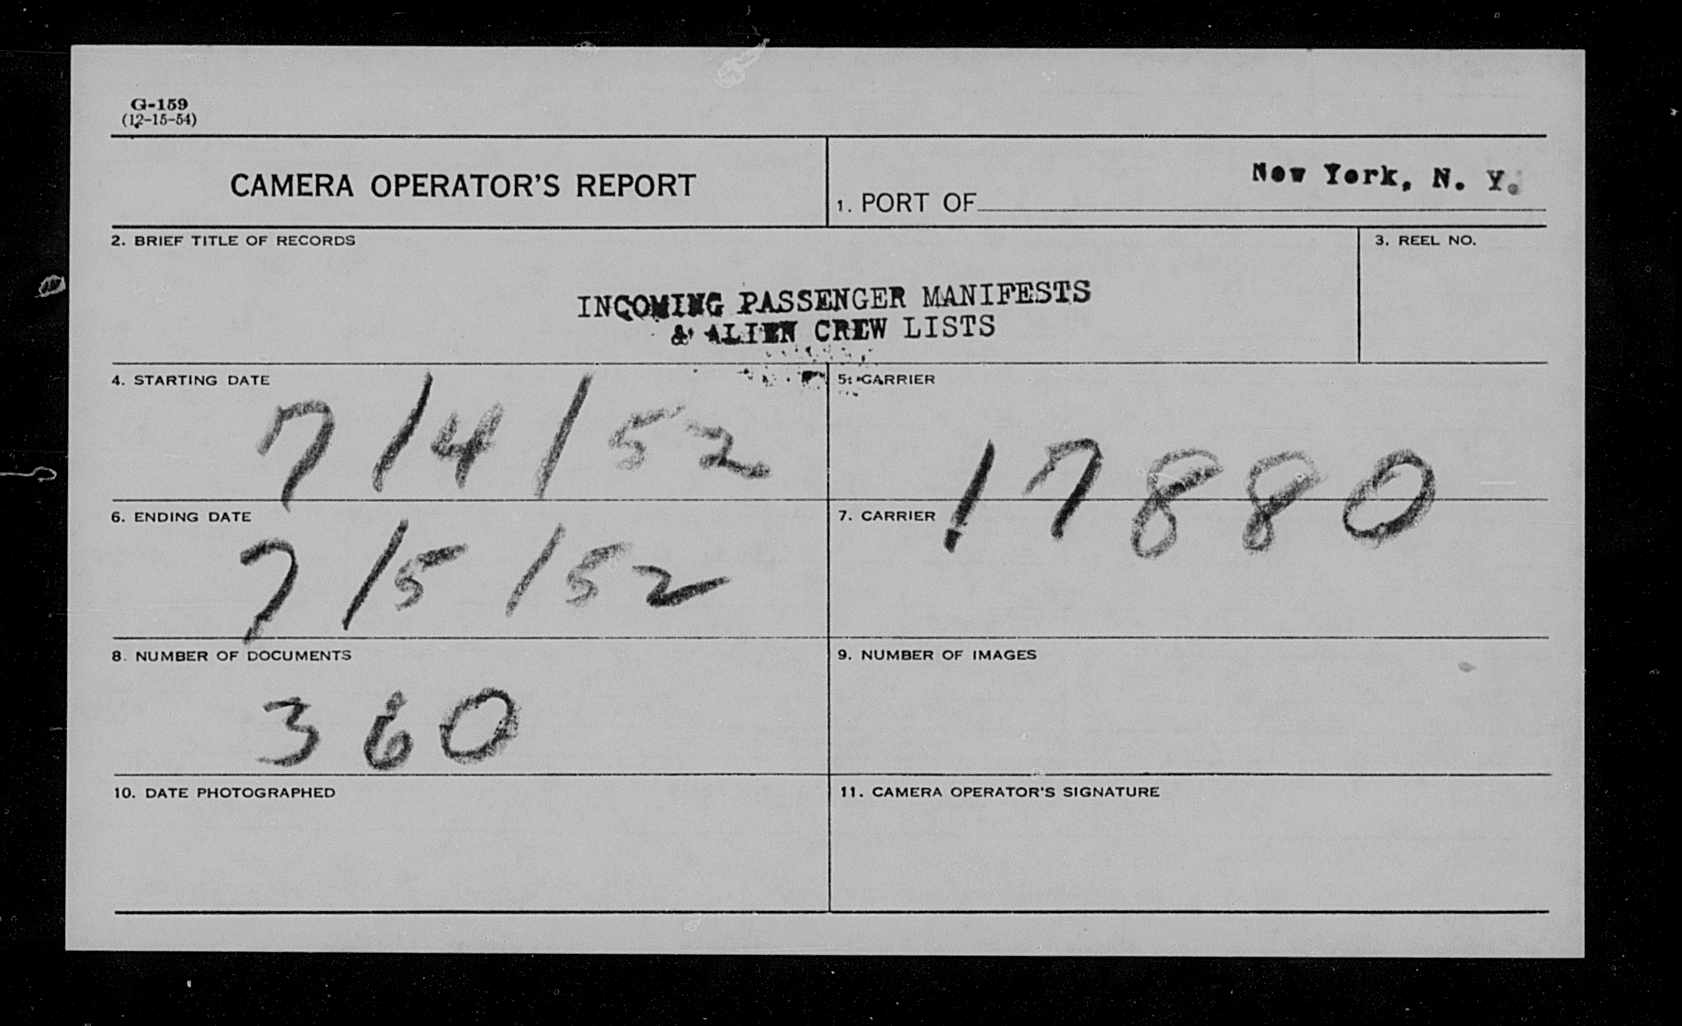 G-159
(12-15-54)
CAMERA OPERATOR'S REPORT
1. PORT OF New York, N. Y.
2. BRIEF TITLE OF RECORDS
3. REEL NO.
INCOMING PASSENGER MANIFESTS
& ALIEN CREW LISTS
4. STARTING DATE
7/4/52
5. CARRIER
17880
6. ENDING DATE
7/5/52
7. CARRIER
8. NUMBER OF DOCUMENTS
360
9. NUMBER OF IMAGES
10. DATE PHOTOGRAPHED
11. CAMERA OPERATOR'S SIGNATURE